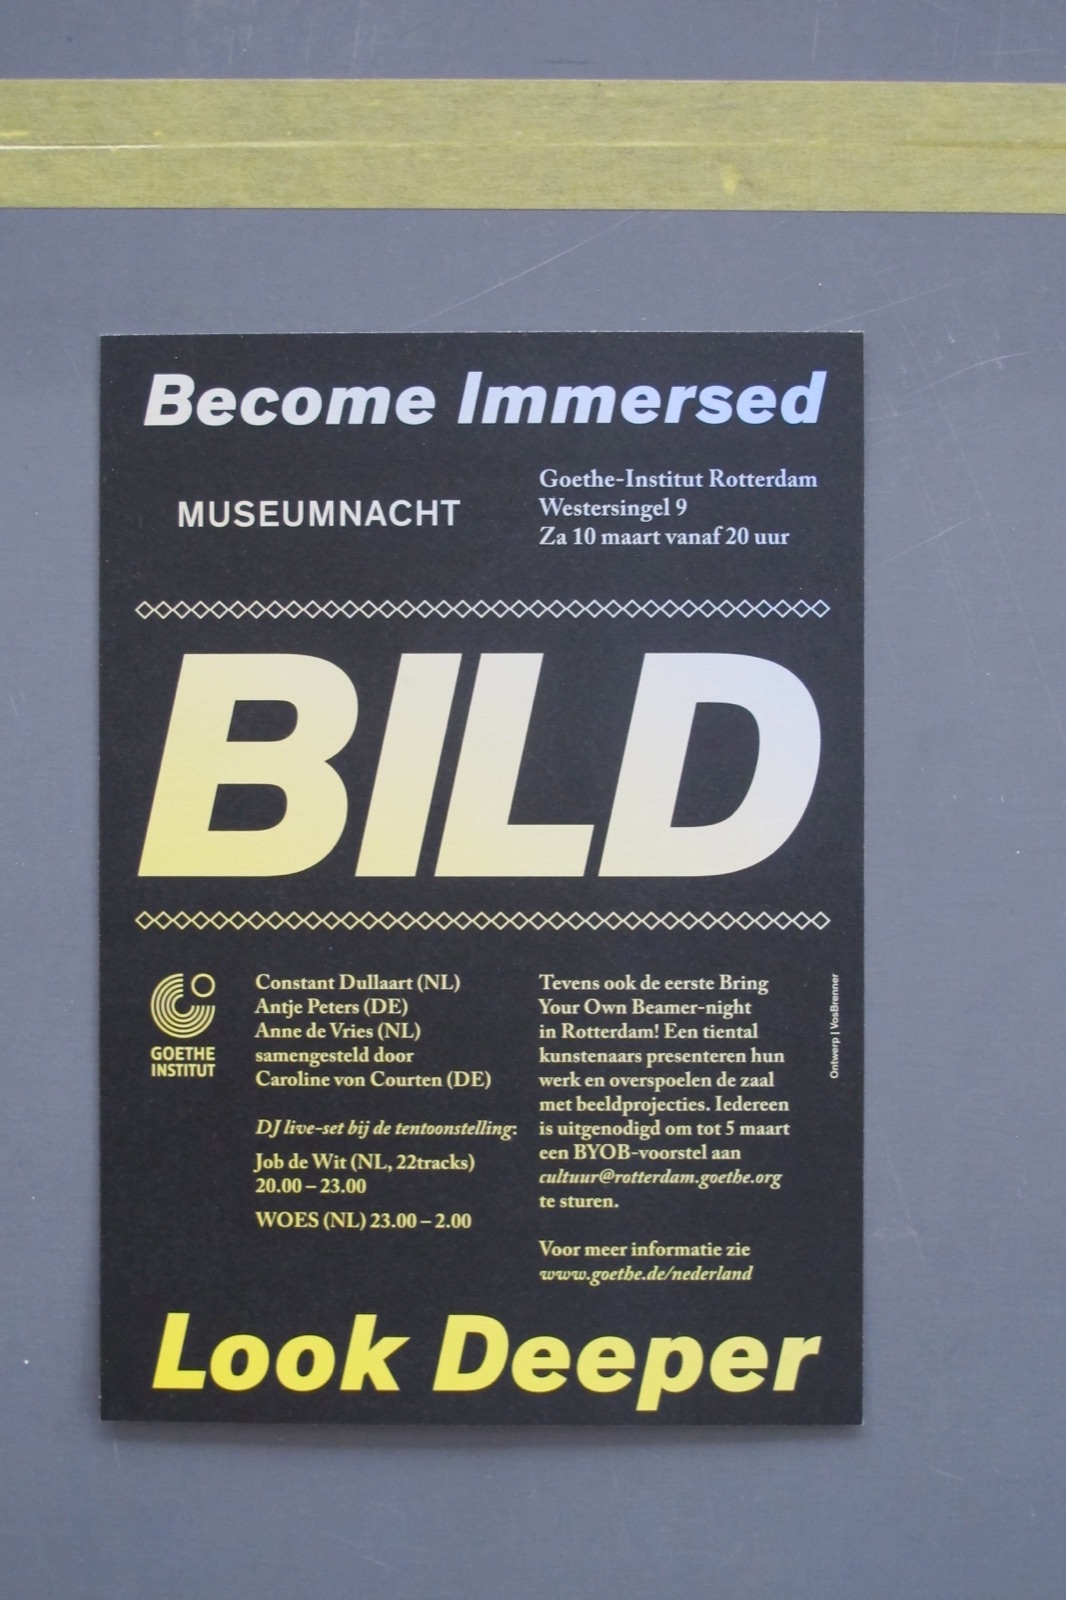 Become Immersed
MUSEUMNACHT
Goethe-Institut Rotterdam
Westersingel 9
Za 10 maart vanaf 20 uur
BILD
GOETHE
INSTITUT
Constant Dullaart (NL)
Antje Peters (DE)
Anne de Vries (NL)
samengesteld door
Caroline von Courten (DE)
DJ live-set bij de tentoonstelling:
Job de Wit (NL, 22tracks)
20.00 – 23.00
WOES (NL) 23.00 – 2.00
Tevens ook de eerste Bring
Your Own Beamer-night
in Rotterdam! Een tiental
kunstenaars presenteren hun
werk en overspoelen de zaal
met beeldprojecties. Iedereen
is uitgenodigd om tot 5 maart
een BYOB-voorstel aan
cultuur@rotterdam.goethe.org
te sturen.
Voor meer informatie zie
www.goethe.de/nederland
Ontwerp | VosBrenner
Look Deeper